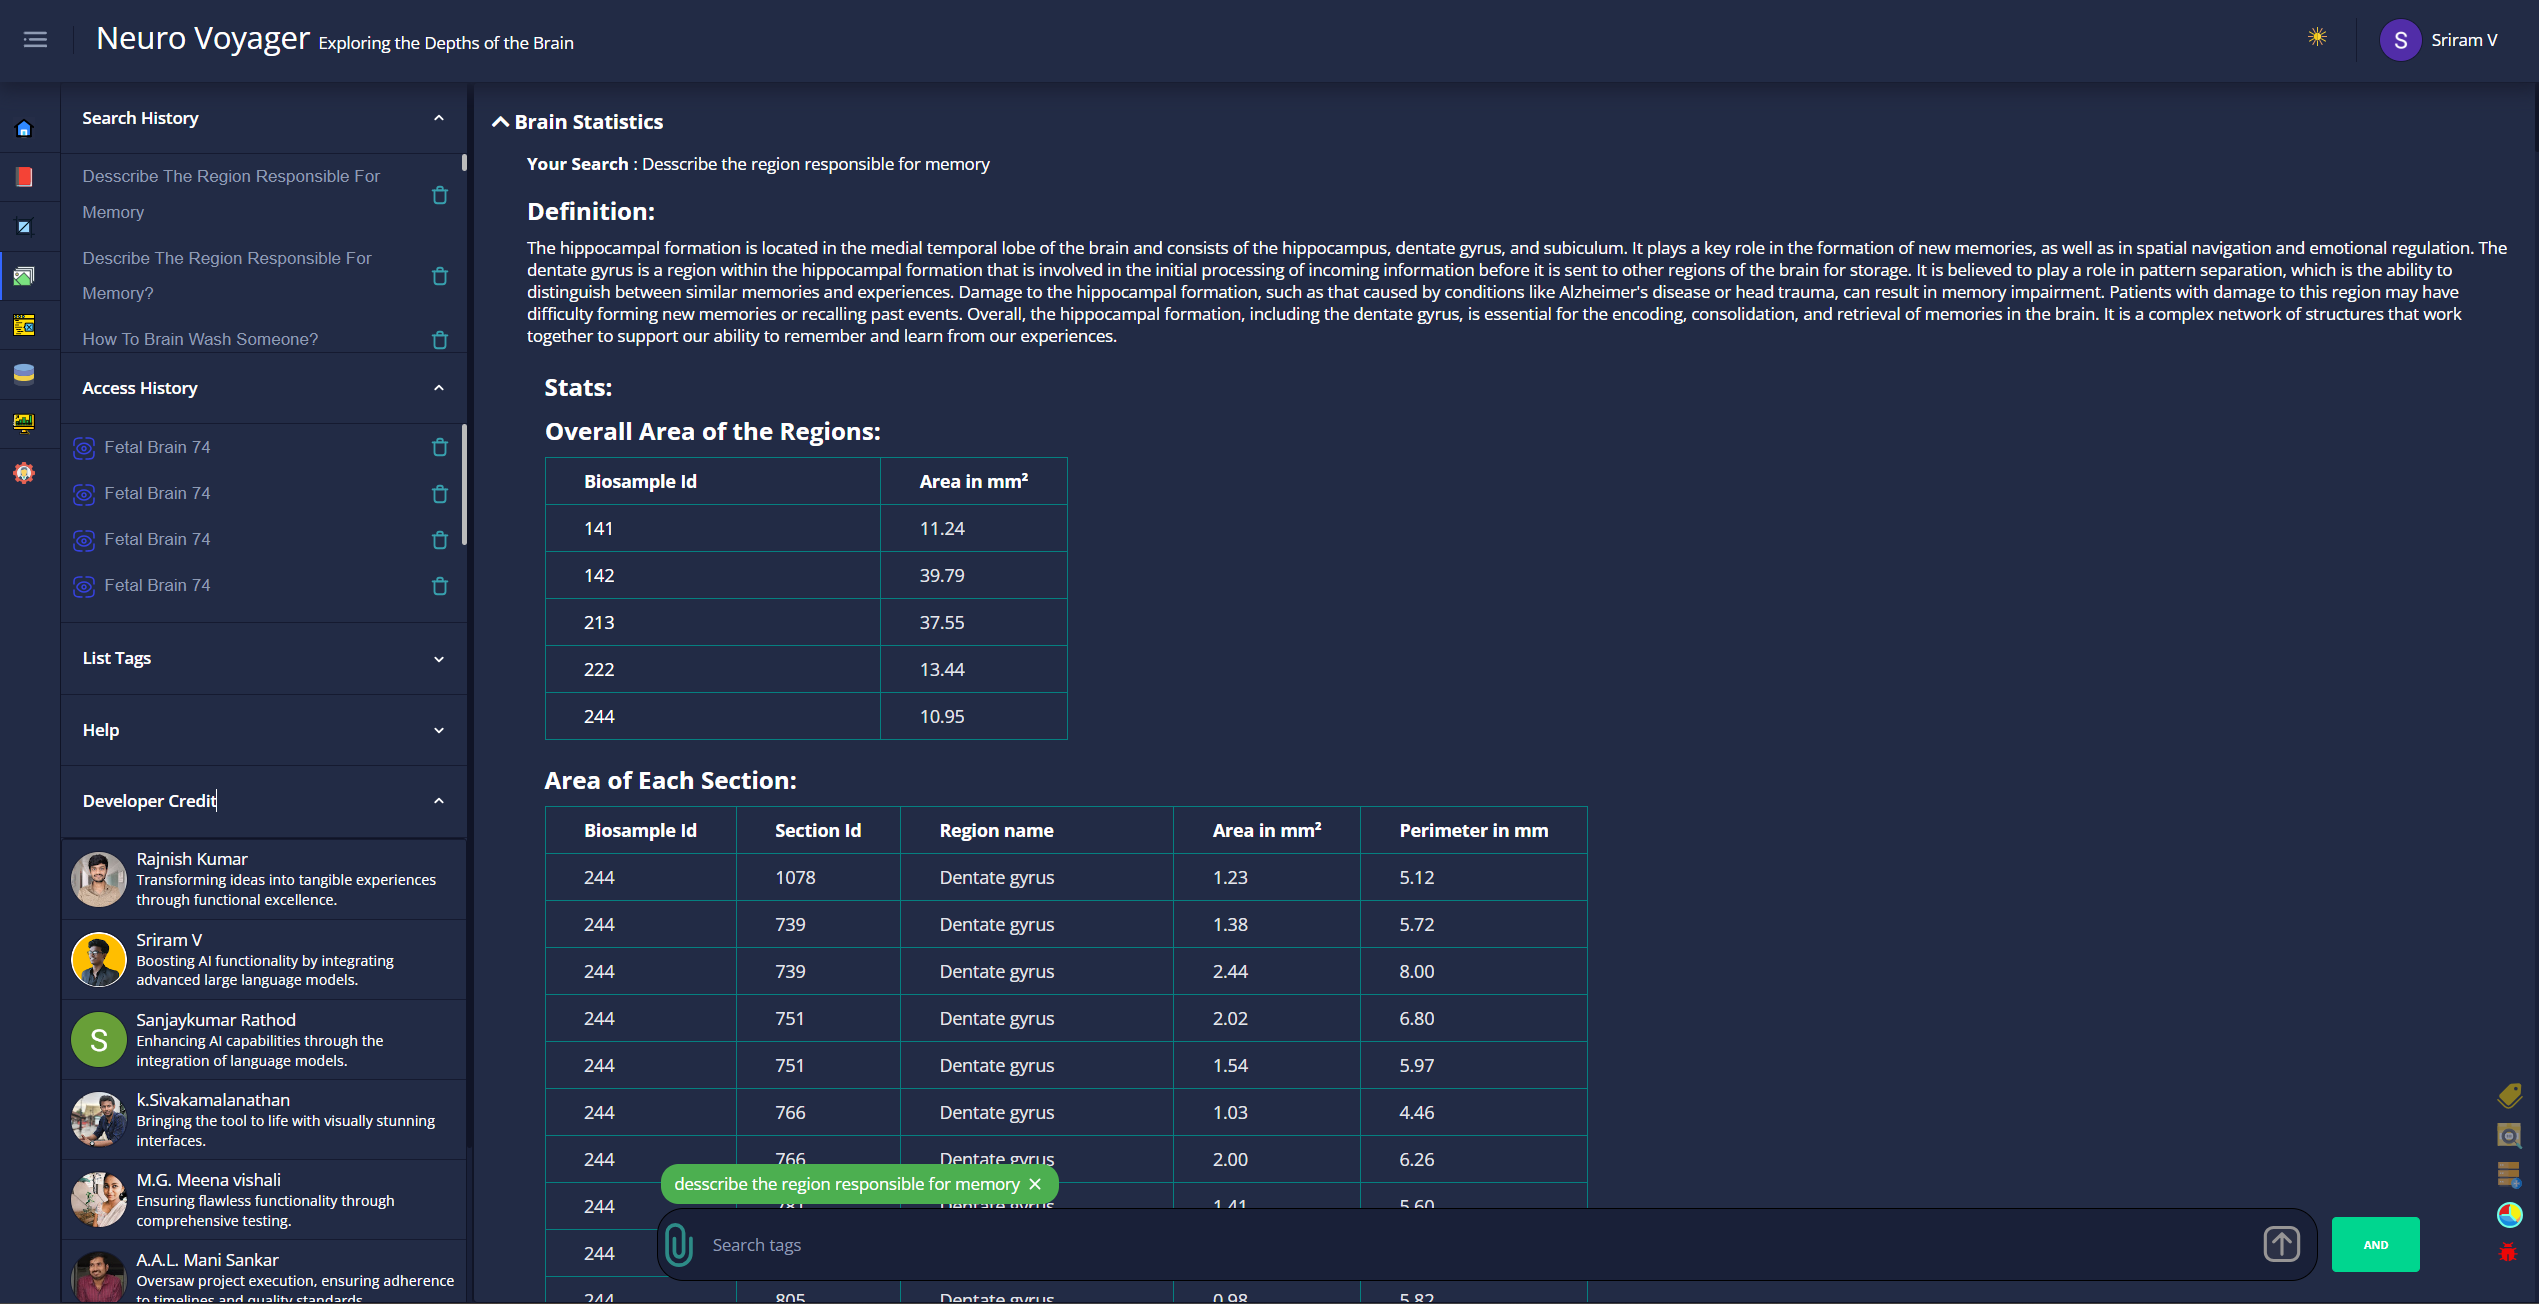 Neuro Voyager Exploring the Depths of the Brain
S Sriram V
Search History
Desscribe The Region Responsible For
Memory
Describe The Region Responsible For
Memory?
How To Brain Wash Someone?
Access History
Fetal Brain 74
Fetal Brain 74
Fetal Brain 74
Fetal Brain 74
List Tags
Help
Developer Credit
Rajnish Kumar
Transforming ideas into tangible experiences
through functional excellence.
Sriram V
Boosting AI functionality by integrating
advanced large language models.
S
Sanjaykumar Rathod
Enhancing AI capabilities through the
integration of language models.
k.Sivakamalanathan
Bringing the tool to life with visually stunning
interfaces.
M.G. Meena vishali
Ensuring flawless functionality through
comprehensive testing.
A.A.L. Mani Sankar
Oversaw project execution, ensuring adherence
to timelines and quality standards.
Brain Statistics
Your Search : Desscribe the region responsible for memory
Definition:
The hippocampal formation is located in the medial temporal lobe of the brain and consists of the hippocampus, dentate gyrus, and subiculum. It plays a key role in the formation of new memories, as well as in spatial navigation and emotional regulation. The
dentate gyrus is a region within the hippocampal formation that is involved in the initial processing of incoming information before it is sent to other regions of the brain for storage. It is believed to play a role in pattern separation, which is the ability to
distinguish between similar memories and experiences. Damage to the hippocampal formation, such as that caused by conditions like Alzheimer's disease or head trauma, can result in memory impairment. Patients with damage to this region may have
difficulty forming new memories or recalling past events. Overall, the hippocampal formation, including the dentate gyrus, is essential for the encoding, consolidation, and retrieval of memories in the brain. It is a complex network of structures that work
together to support our ability to remember and learn from our experiences.
Stats:
Overall Area of the Regions:
Biosample Id Area in mm²
141 11.24
142 39.79
213 37.55
222 13.44
244 10.95
Area of Each Section:
Biosample Id Section Id Region name Area in mm² Perimeter in mm
244 1078 Dentate gyrus 1.23 5.12
244 739 Dentate gyrus 1.38 5.72
244 739 Dentate gyrus 2.44 8.00
244 751 Dentate gyrus 2.02 6.80
244 751 Dentate gyrus 1.54 5.97
244 766 Dentate gyrus 1.03 4.46
244 766 Dentate gyrus 2.00 6.26
desscribe the region responsible for memory
244 781 Dentate gyrus 1.41 5.60
244
Search tags
AND
244 805 Dentate gyrus 0.98 5.82